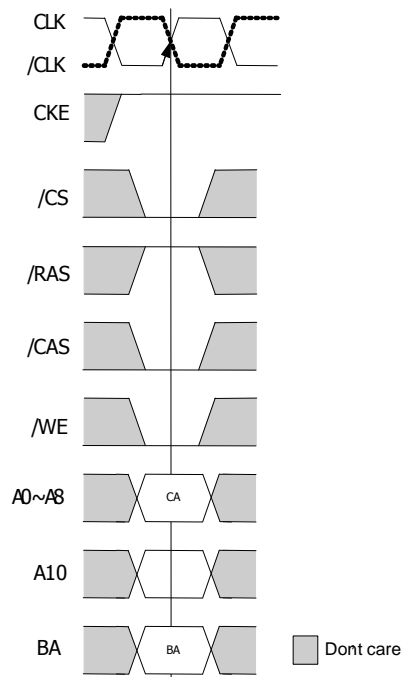 CLK
/CLK
CKE
/CS
/RAS
/CAS
/WE
A0~A8
CA
A10
BA
BA
Dont care